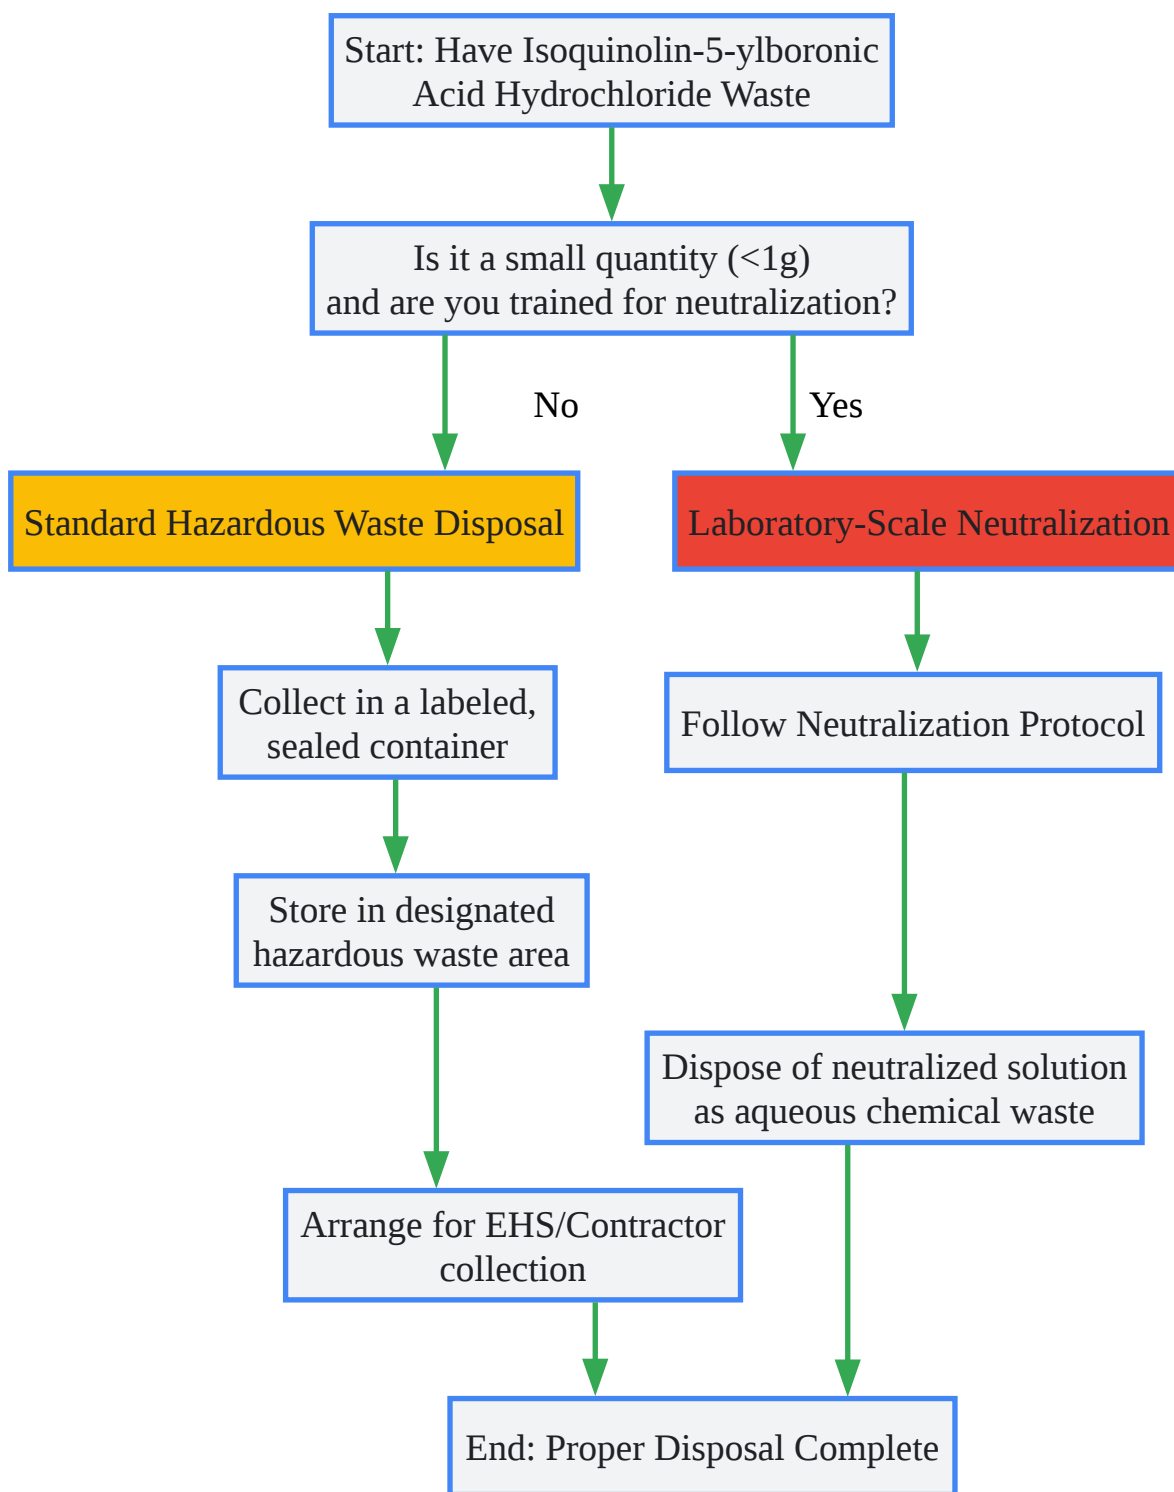 Start: Have Isoquinolin-5-ylboronic
Acid Hydrochloride Waste
Is it a small quantity (<1g)
and are you trained for neutralization?
No
Yes
Standard Hazardous Waste Disposal
Laboratory-Scale Neutralization
Collect in a labeled,
sealed container
Follow Neutralization Protocol
Store in designated
hazardous waste area
Dispose of neutralized solution
as aqueous chemical waste
Arrange for EHS/Contractor
collection
End: Proper Disposal Complete